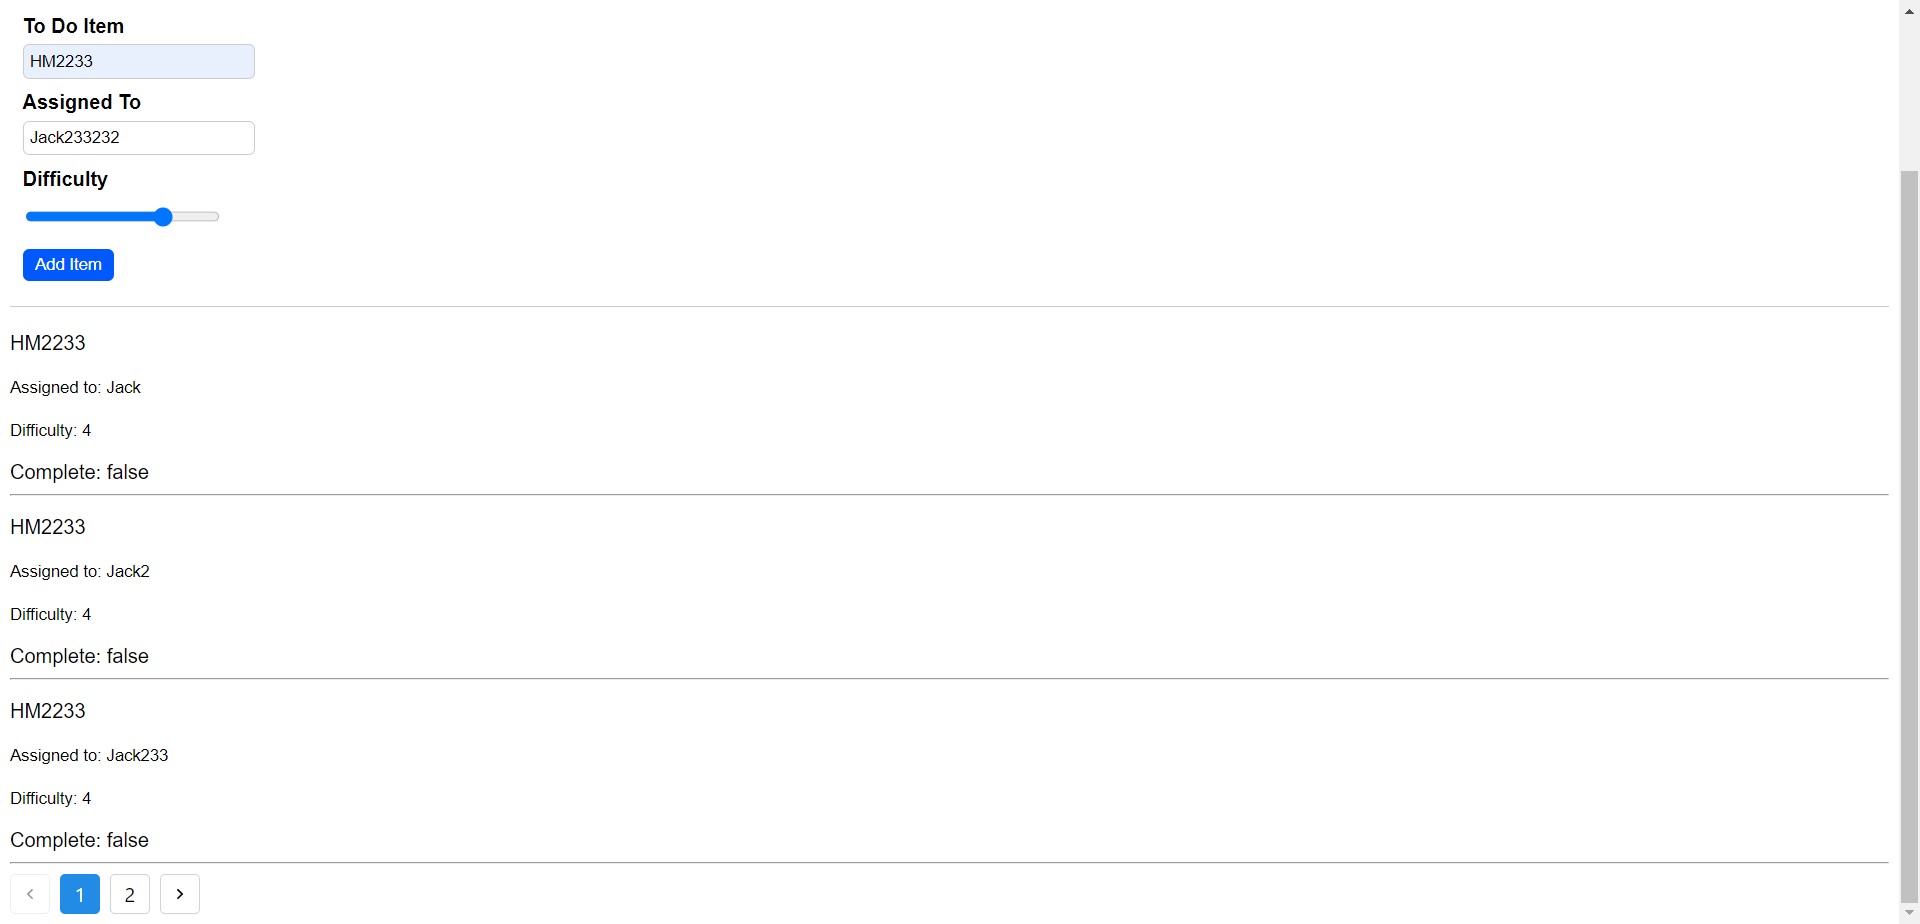 To Do Item
HM2233
Assigned To
Jack233232
Difficulty
Add Item
HM2233
Assigned to: Jack
Difficulty: 4
Complete: false
HM2233
Assigned to: Jack2
Difficulty: 4
Complete: false
HM2233
Assigned to: Jack233
Difficulty: 4
Complete: false
1 2